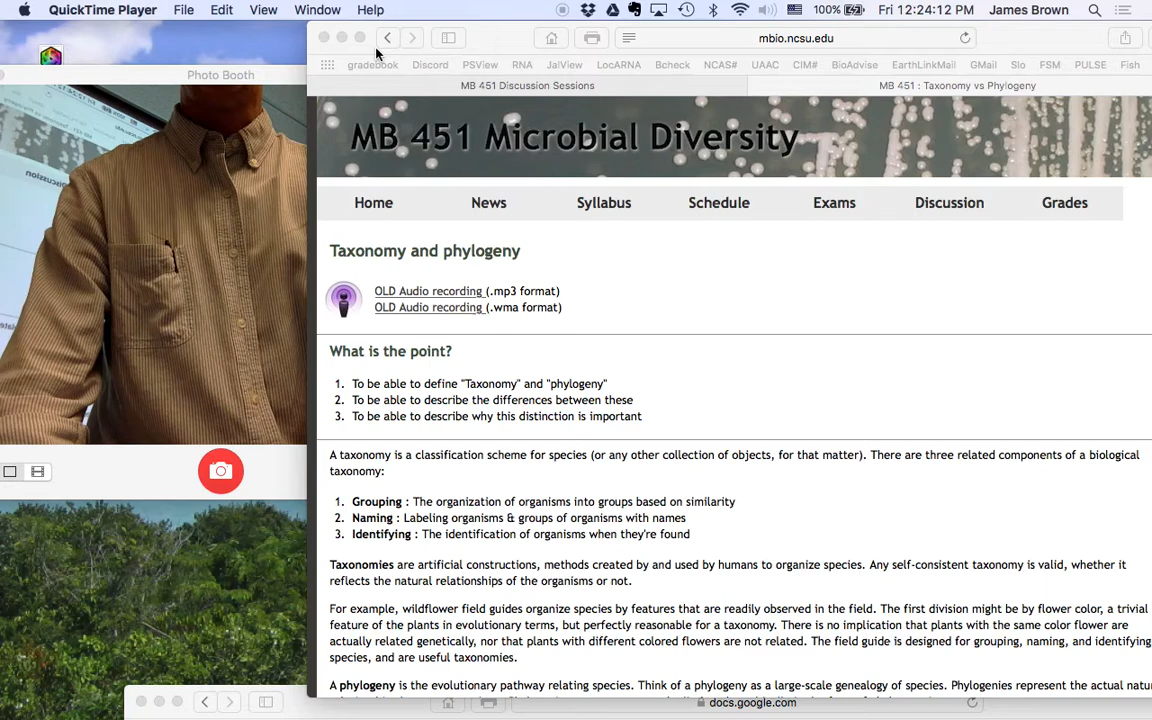 QuickTime Player File Edit View Window Help 100% Fri 12:24:12 PM James Brown
mbio.ncsu.edu
gradebook Discord PSView RNA JalView LocARNA Bcheck NCAS# CIM# BioAdvise EarthLinkMail GMail Slo FSM PULSE Fish
Photo Booth
MB 451 Discussion Sessions MB 451 : Taxonomy vs Phylogeny
MB 451 Microbial Diversity
Home News Syllabus Schedule Exams Discussion Grades
Taxonomy and phylogeny
OLD Audio recording (.mp3 format)
OLD Audio recording (.wma format)
What is the point?
1. To be able to define "Taxonomy" and "phylogeny"
2. To be able to describe the differences between these
3. To be able to describe why this distinction is important
A taxonomy is a classification scheme for species (or any other collection of objects, for that matter). There are three related components of a biological
taxonomy:
1. Grouping : The organization of organisms into groups based on similarity
2. Naming : Labeling organisms & groups of organisms with names
3. Identifying : The identification of organisms when they're found
Taxonomies are artificial constructions, methods created by and used by humans to organize species. Any self-consistent taxonomy is valid, whether it
reflects the natural relationships of the organisms or not.
For example, wildflower field guides organize species by features that are readily observed in the field. The first division might be by flower color, a trivial
feature of the plants in evolutionary terms, but perfectly reasonable for a taxonomy. There is no implication that plants with the same color flower are
actually related genetically, nor that plants with different colored flowers are not related. The field guide is designed for grouping, naming, and identifying
species, and are useful taxonomies.
A phylogeny is the evolutionary pathway relating species. Think of a phylogeny as a large-scale genealogy of species. Phylogenies represent the actual
docs.google.com